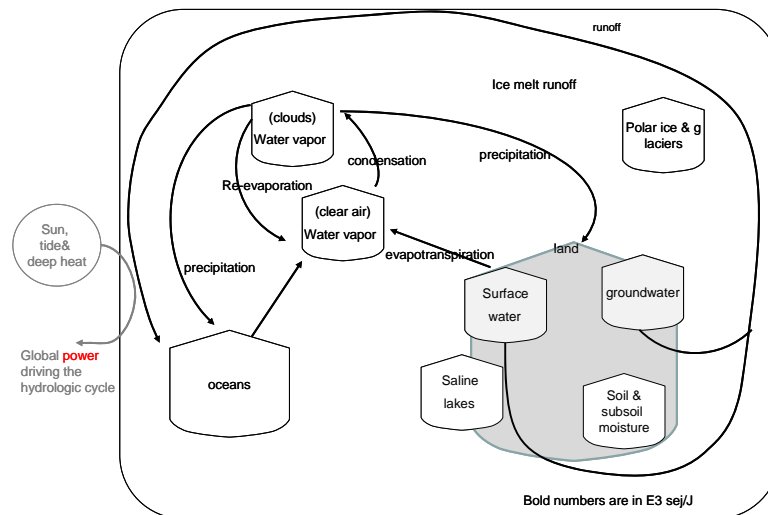 runoff
Ice melt runoff
(clouds)
Water vapor
Polar ice & g
laciers
condensation
precipitation
Re-evaporation
(clear air)
Water vapor
Sun,
tide&
deep heat
evapotranspiration
land
precipitation
Surface
water
groundwater
Global power
driving the
hydrologic cycle
oceans
Saline
lakes
Soil &
subsoil
moisture
Bold numbers are in E3 sej/J